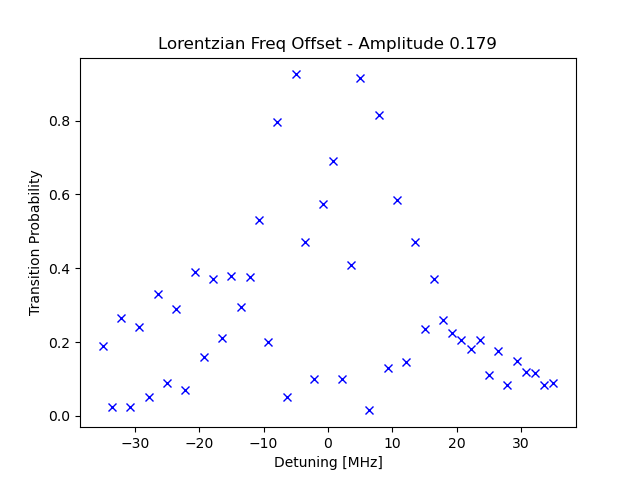 Lorentzian Freq Offset - Amplitude 0.179
Transition Probability
0.8
0.6
0.4
0.2
0.0
−30 −20 −10 0 10 20 30
Detuning [MHz]